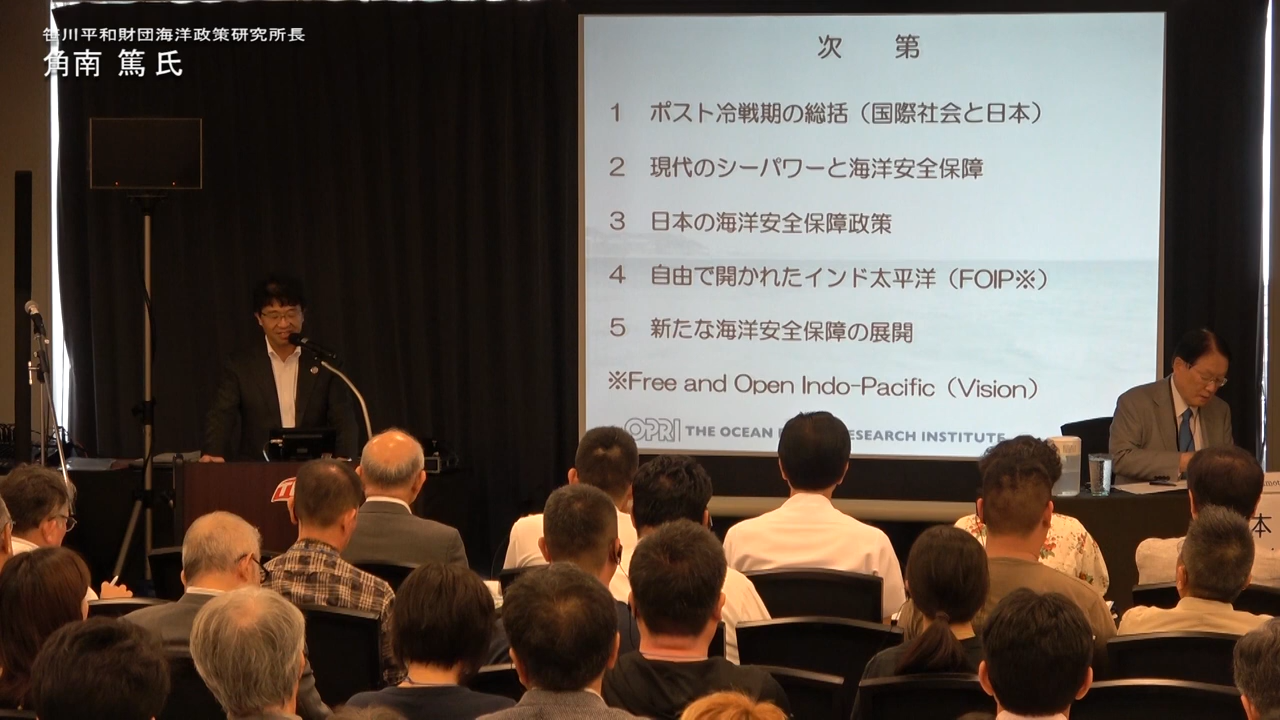 笹川平和財団海洋政策研究所長
角南 篤 氏
次 第
1 ポスト冷戦期の総括（国際社会と日本）
2 現代のシーパワーと海洋安全保障
3 日本の海洋安全保障政策
4 自由で開かれたインド太平洋（FOIP※）
5 新たな海洋安全保障の展開
※Free and Open Indo-Pacific（Vision）
OPRI THE OCEAN RESEARCH INSTITUTE
本